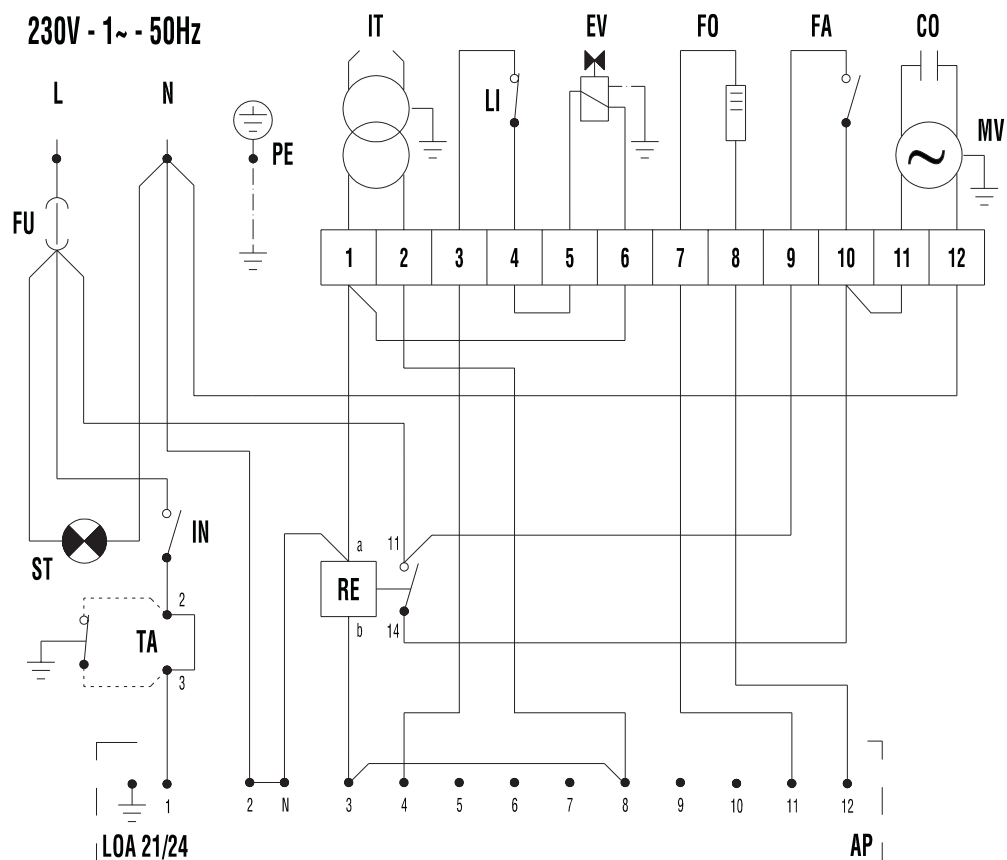 230V - 1~ - 50Hz
IT
EV
FO
FA
CO
L
N
LI
MV
PE
~
FU
1 2 3 4 5 6 7 8 9 10 11 12
IN
ST
a
11
RE
2
TA
b
14
3
1 2 N 3 4 5 6 7 8 9 10 11 12
LOA 21/24
AP